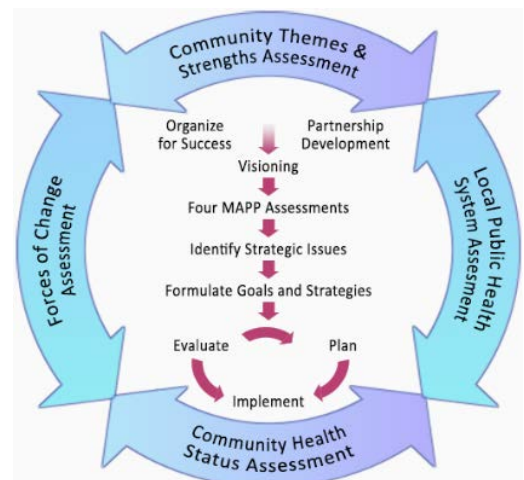 Community Themes &
Strengths Assessment
Organize
for Success
Partnership
Development
Visioning
Four MAPP Assessments
Identify Strategic Issues
Formulate Goals and Strategies
Evaluate
Plan
Implement
Forces of Change
Assessment
Local Public Health
System Assesment
Community Health
Status Assessment